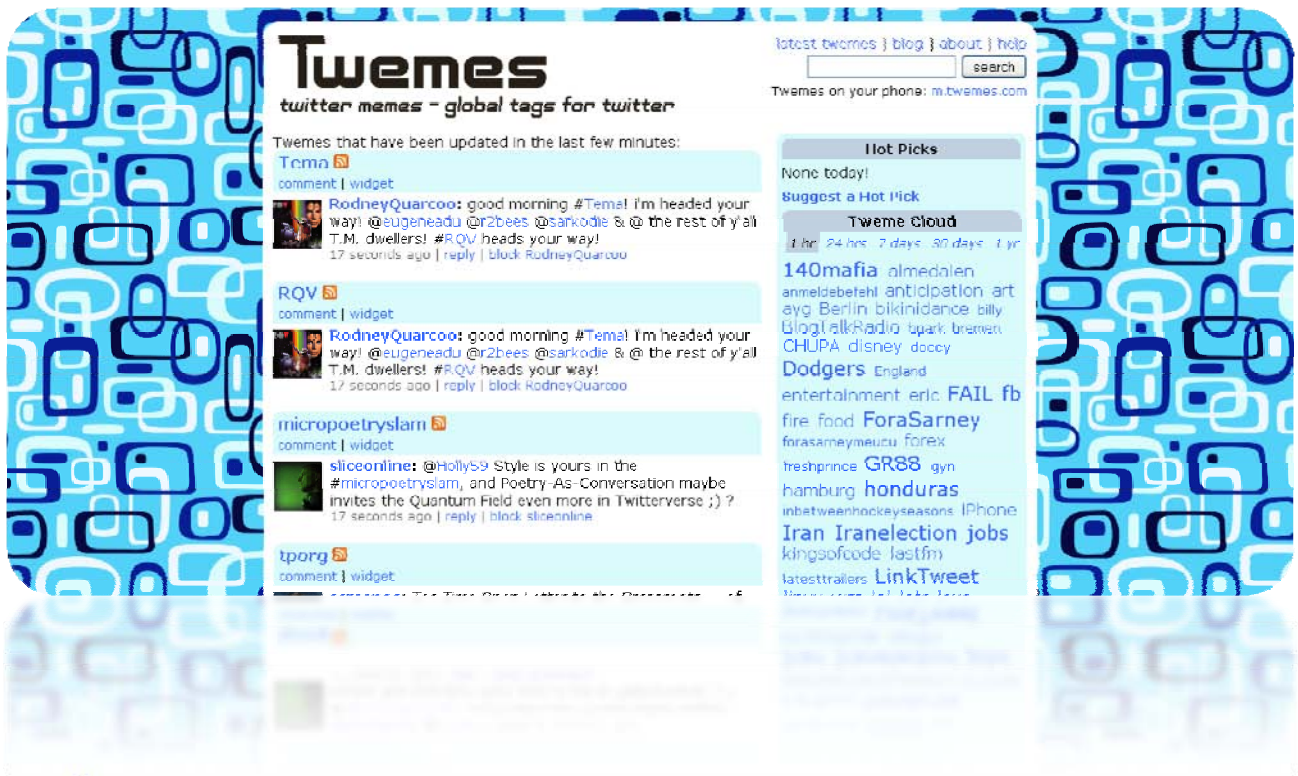 Twemes
twitter memes - global tags for twitter
latest twemes | blog | about | help
search
Twemes on your phone: m.twemes.com
Twemes that have been updated in the last few minutes:
Tema
comment | widget
RodneyQuarcoo: good morning #Tema! i'm headed your
way! @eugeneadu @r2bees @sarkodie & @ the rest of y'all
T.M. dwellers! #RQV heads your way!
17 seconds ago | reply | block RodneyQuarcoo
RQV
comment | widget
RodneyQuarcoo: good morning #Tema! i'm headed your
way! @eugeneadu @r2bees @sarkodie & @ the rest of y'all
T.M. dwellers! #RQV heads your way!
17 seconds ago | reply | block RodneyQuarcoo
micropoetryslam
comment | widget
sliceonline: @Holly59 Style is yours in the
#micropoetryslam, and Poetry-As-Conversation maybe
invites the Quantum Field even more in Twitterverse ;) ?
17 seconds ago | reply | block sliceonline
tporg
comment | widget
Hot Picks
None today!
Suggest a Hot Pick
Tweme Cloud
1 hr 24 hrs 7 days 30 days 1 yr
140mafia almedalen
anmeldebefehl anticipation art
ayg Berlin bikinidance billy
BlogTalkRadio bpark bremen
CHUPA disney doccy
Dodgers England
entertainment eric FAIL fb
fire food ForaSarney
forasarneymeucu forex
freshprince GR88 gyn
hamburg honduras
inbetweenhockeyseasons iPhone
Iran Iranelection jobs
kingsofcode lastfm
latesttrailers LinkTweet